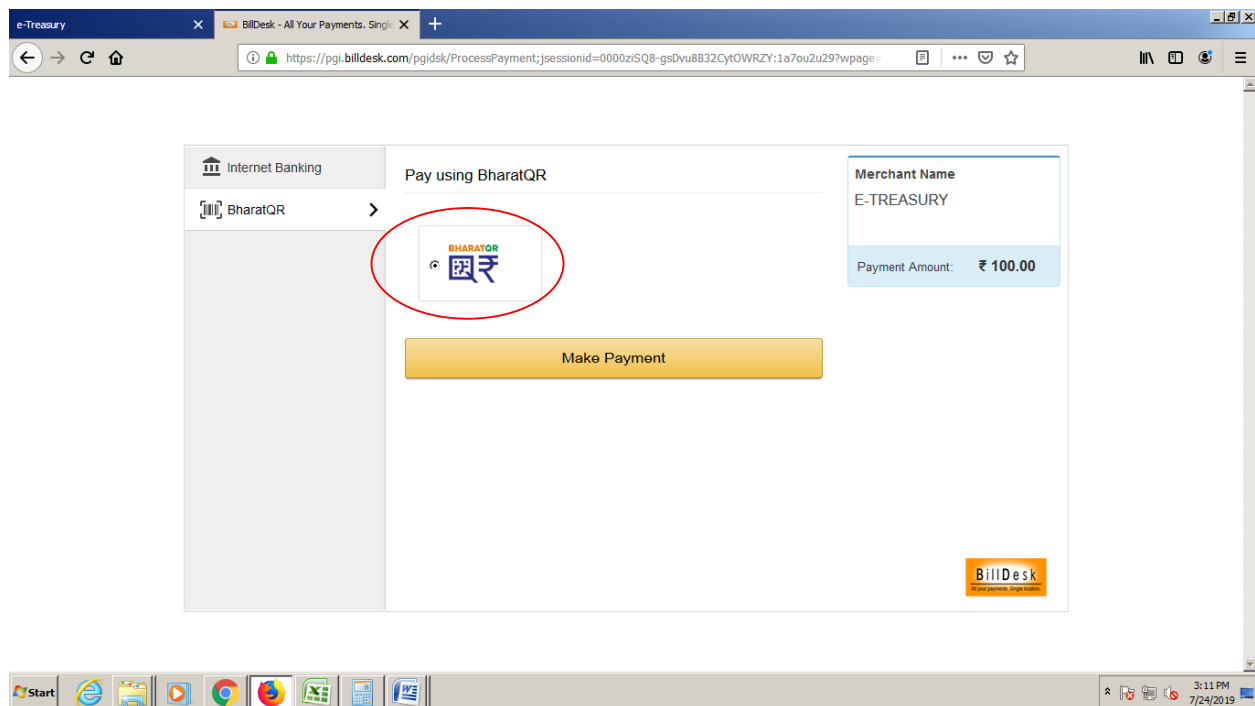 e-Treasury
BillDesk - All Your Payments. Single
https://pgi.billdesk.com/pgidsk/ProcessPayment;jsessionid=0000ziSQ8-gsDvu8B32CytOWRZY:1a7ou2u29?wpage=
Internet Banking
BharatQR
Pay using BharatQR
BHARATQR
Make Payment
Merchant Name
E-TREASURY
Payment Amount: ₹ 100.00
BillDesk
All your payments. Single location.
Start
3:11 PM
7/24/2019